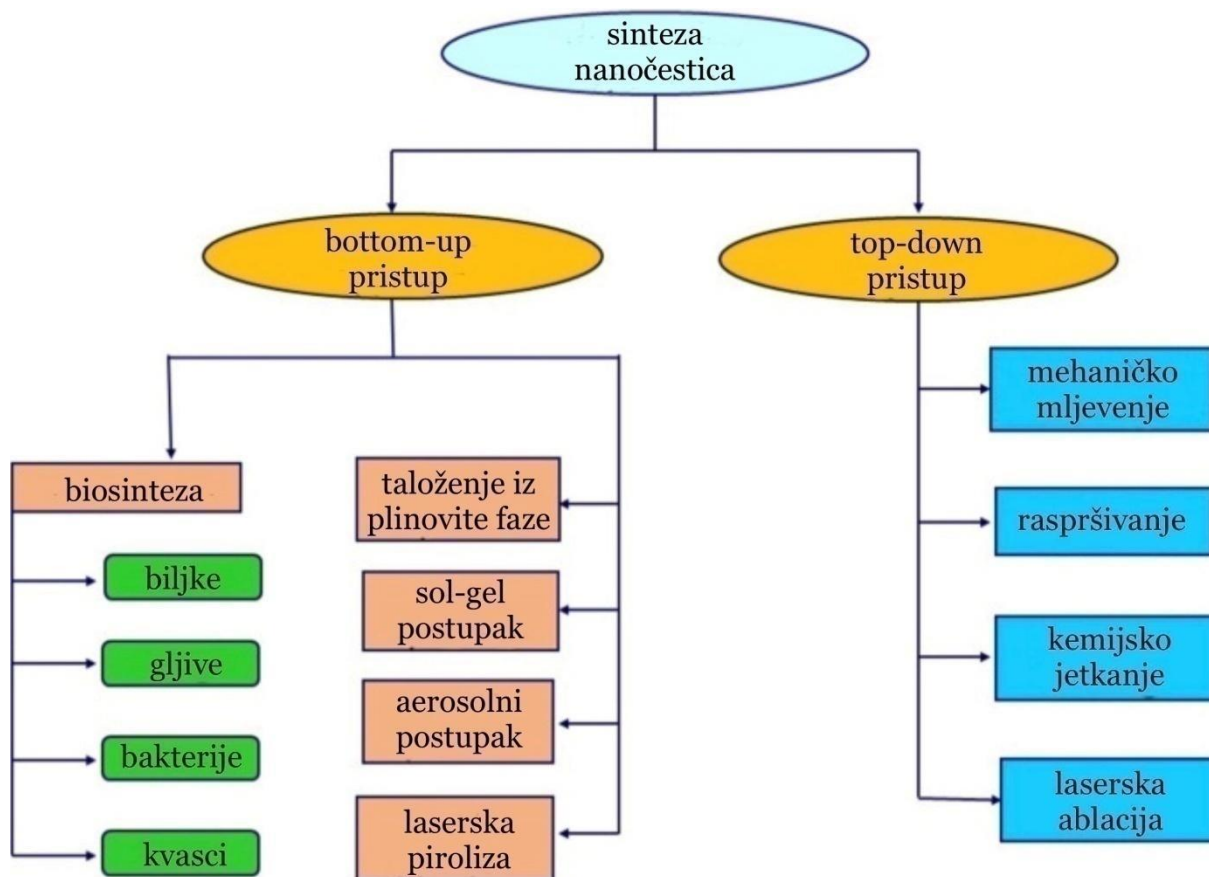 sinteza
nanočestica
bottom-up
pristup
top-down
pristup
biosinteza
biljke
gljive
bakterije
kvasci
taloženje iz
plinovite faze
sol-gel
postupak
aerosolni
postupak
laserska
piroliza
mehaničko
mljevenje
raspršivanje
kemijsko
jetkanje
laserska
ablacija